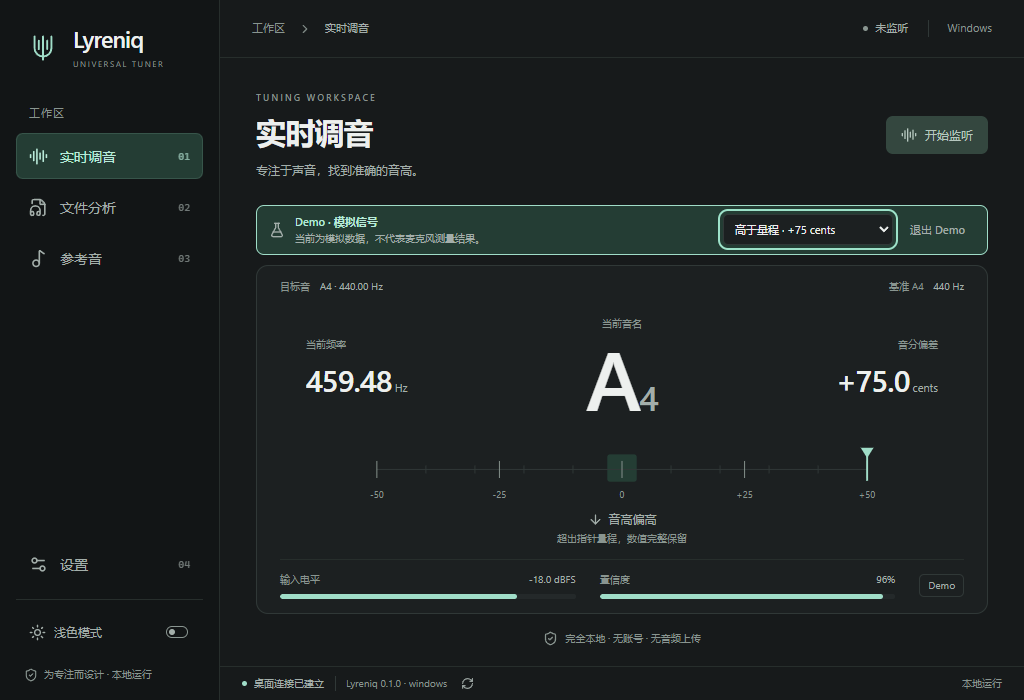 Lyreniq
UNIVERSAL TUNER
工作区
实时调音 01
文件分析 02
参考音 03
设置 04
浅色模式
为专注而设计 · 本地运行
工作区 > 实时调音
未监听
Windows
TUNING WORKSPACE
实时调音
专注于声音，找到准确的音高。
开始监听
Demo · 模拟信号
当前为模拟数据，不代表麦克风测量结果。
高于量程 · +75 cents
退出 Demo
目标音 A4 · 440.00 Hz
基准 A4 440 Hz
当前频率
459.48 Hz
当前音名
A4
音分偏差
+75.0 cents
-50 -25 0 +25 +50
音高偏高
超出指针量程，数值完整保留
输入电平 -18.0 dBFS
置信度 96%
Demo
完全本地 · 无账号 · 无音频上传
桌面连接已建立
Lyreniq 0.1.0 · windows
本地运行